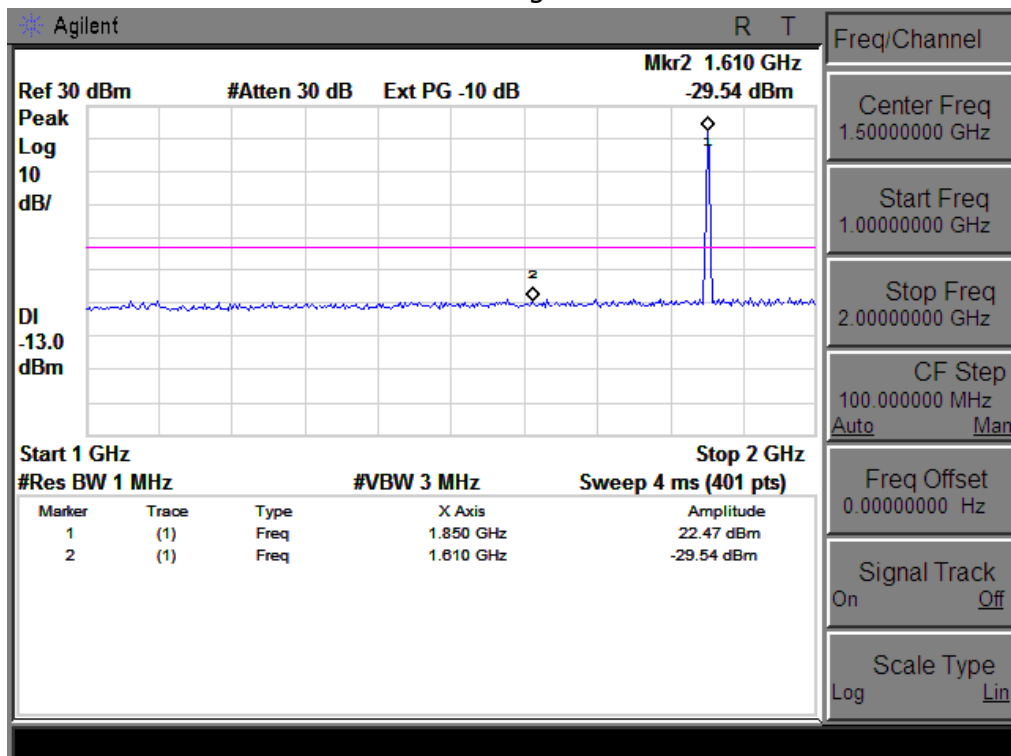 Agilent
R T
Freq/Channel
Mkr2 1.610 GHz
Ref 30 dBm #Atten 30 dB Ext PG -10 dB -29.54 dBm
Peak
Log
10
dB/
1
2
DI
-13.0
dBm
Start 1 GHz Stop 2 GHz
#Res BW 1 MHz #VBW 3 MHz Sweep 4 ms (401 pts)
Marker Trace Type X Axis Amplitude
1 (1) Freq 1.850 GHz 22.47 dBm
2 (1) Freq 1.610 GHz -29.54 dBm
Center Freq
1.50000000 GHz
Start Freq
1.00000000 GHz
Stop Freq
2.00000000 GHz
CF Step
100.000000 MHz
Auto Man
Freq Offset
0.00000000 Hz
Signal Track
On Off
Scale Type
Log Lin